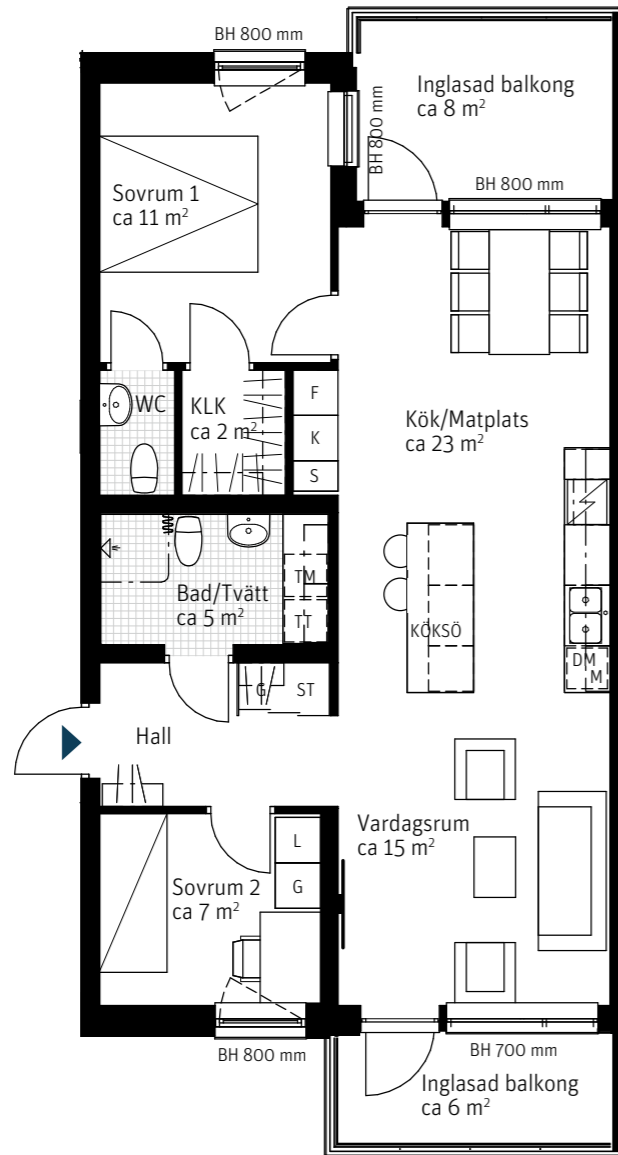 BH 800 mm
Inglasad balkong
ca 8 m²
BH 800 mm
BH 800 mm
Sovrum 1
ca 11 m²
WC
KLK
ca 2 m²
F
K
S
Kök/Matplats
ca 23 m²
Bad/Tvätt
ca 5 m²
TM
TT
KÖKSÖ
DM
M
G
ST
Hall
Vardagsrum
ca 15 m²
L
G
Sovrum 2
ca 7 m²
BH 800 mm
BH 700 mm
Inglasad balkong
ca 6 m²